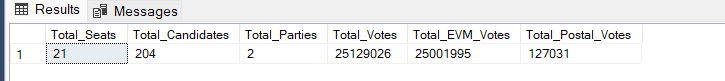 Results Messages
Total_Seats Total_Candidates Total_Parties Total_Votes Total_EVM_Votes Total_Postal_Votes
1 21 204 2 25129026 25001995 127031